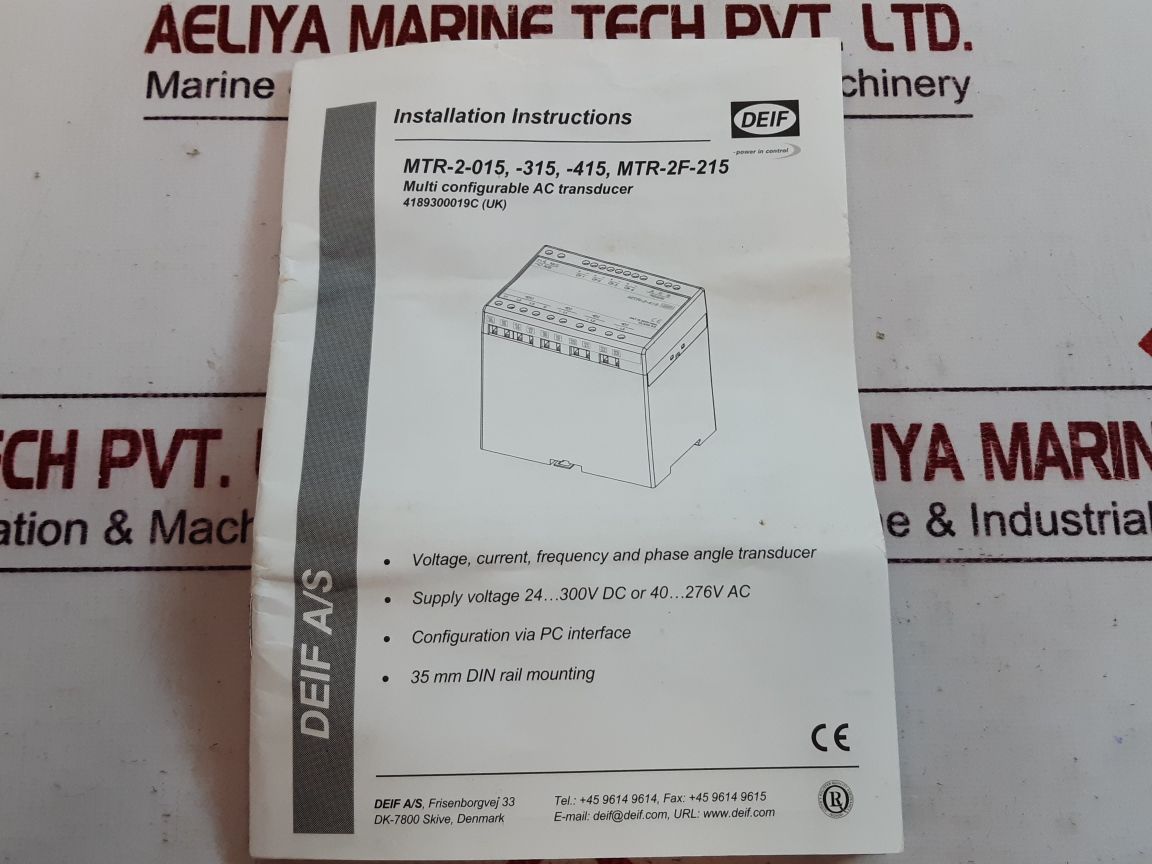 AELIYA MARINE TECH PVT. LTD.
Marine
chinery
Installation Instructions
DEIF
-power in control
MTR-2-015, -315, -415, MTR-2F-215
Multi configurable AC transducer
4189300019C (UK)
MTR-2-415
ECH PVT.
IYA MARIN
ation & Mach
e & Industrial
• Voltage, current, frequency and phase angle transducer
• Supply voltage 24...300V DC or 40...276V AC
• Configuration via PC interface
• 35 mm DIN rail mounting
DEIF A/S
CE
DEIF A/S, Frisenborgvej 33
DK-7800 Skive, Denmark
Tel.: +45 9614 9614, Fax: +45 9614 9615
E-mail: deif@deif.com, URL: www.deif.com
R